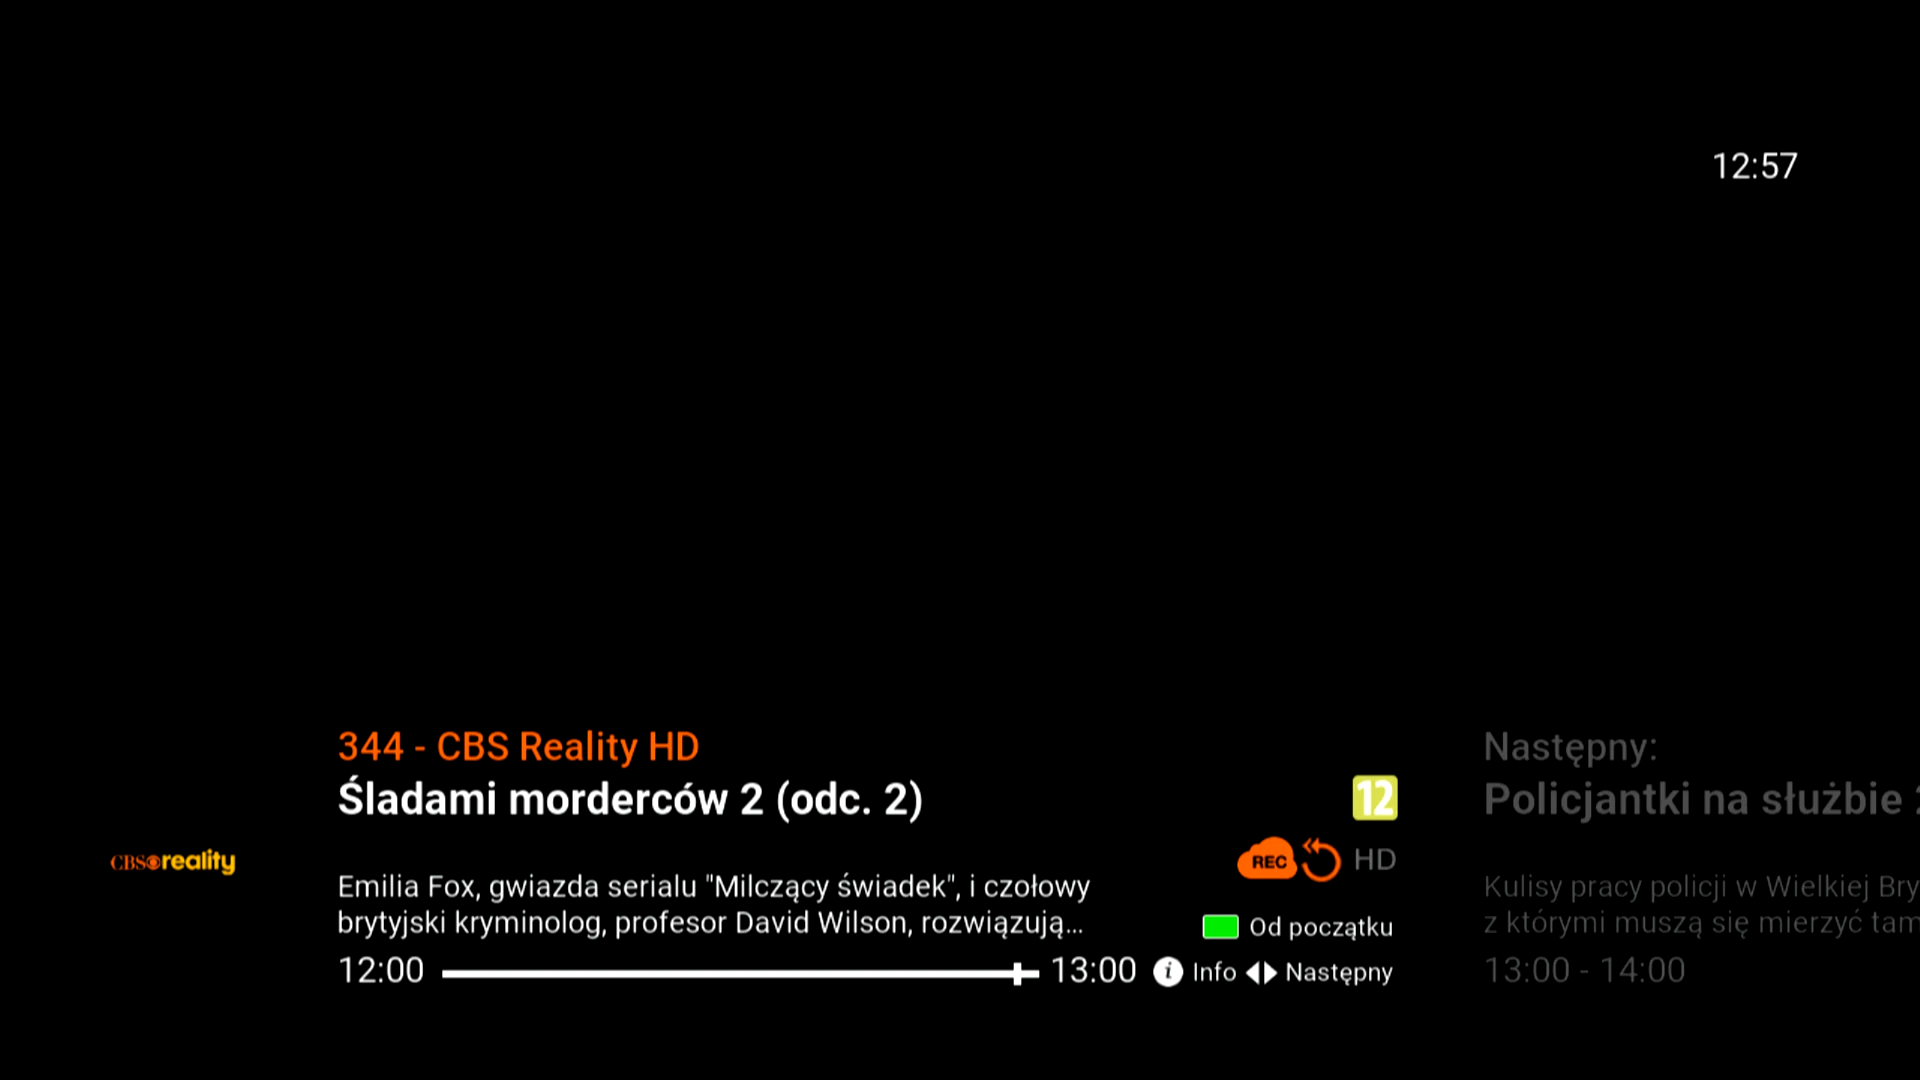 12:57
344 - CBS Reality HD
Śladami morderców 2 (odc. 2)
12
CBS reality
REC
HD
Emilia Fox, gwiazda serialu "Milczący świadek", i czołowy
brytyjski kryminolog, profesor David Wilson, rozwiązują...
Od początku
12:00
13:00
i Info
Następny
Następny:
Policjantki na służbie
Kulisy pracy policji w Wielkiej Bry
z którymi muszą się mierzyć tam
13:00 - 14:00